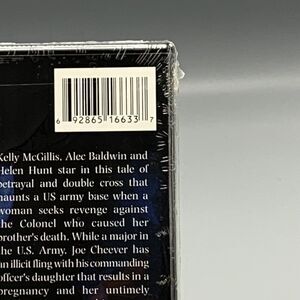 6 92865 16633 7
Kelly McGillis. Alec Baldwin and
Helen Hunt star in this tale of
betrayal and double cross that
haunts a US army base when a
woman seeks revenge against
the Colonel who caused her
brother's death. While a major in
the U.S. Army. Joe Cheever has
an illicit fling with his commanding
officer's daughter that results in a
pregnancy and her untimely